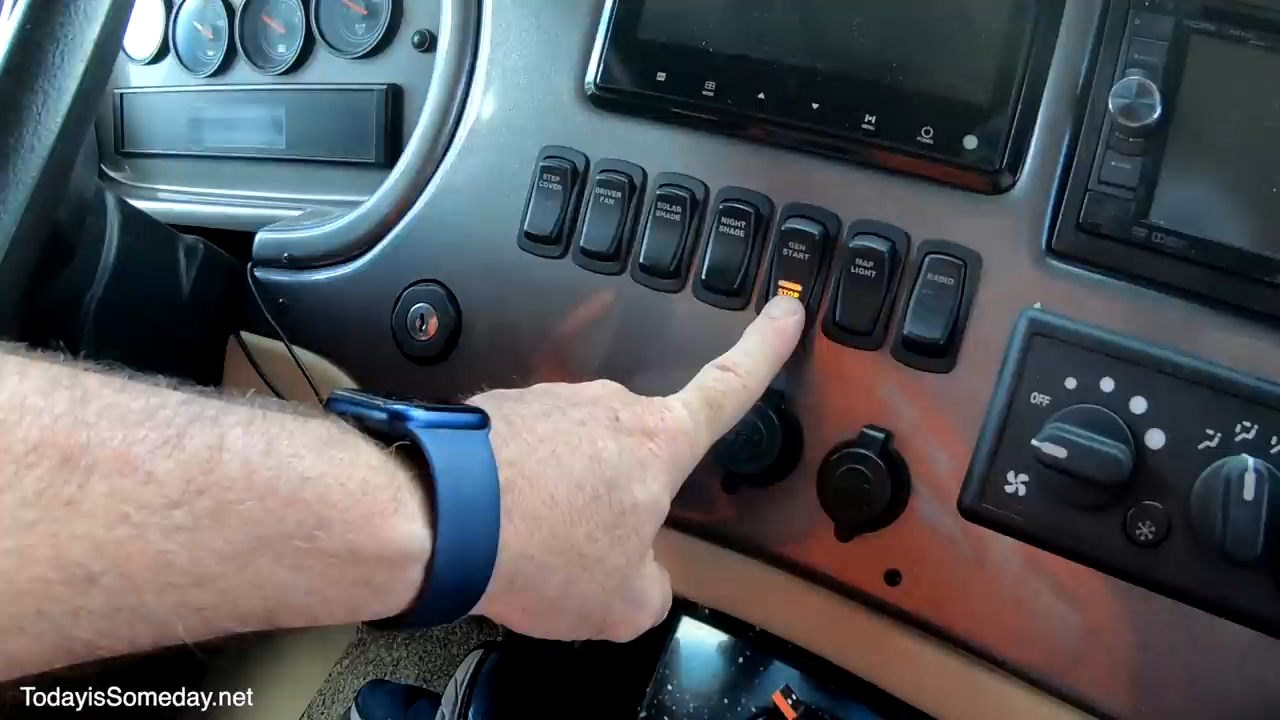 STEP
COVER
DRIVER
FAN
SOLAR
SHADE
NIGHT
SHADE
GEN
START
STOP
MAP
LIGHT
RADIO
OFF
TodayisSomeday.net